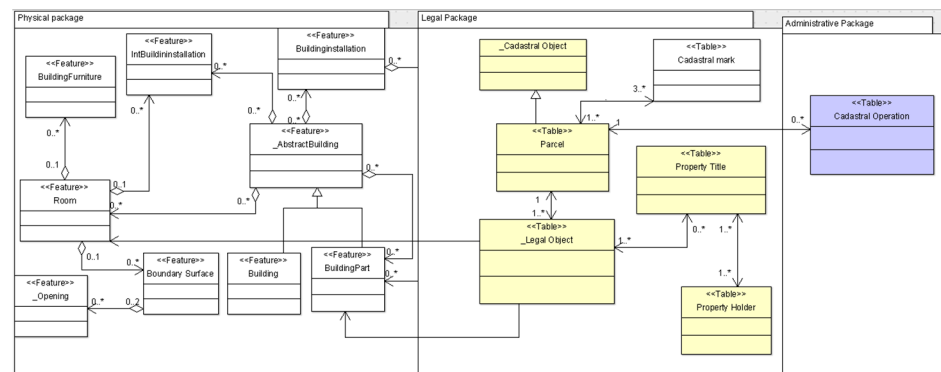 Physical package
Legal Package
Administrative Package
<<Feature>>
BuildingFurniture
<<Feature>>
IntBuildininstallation
<<Feature>>
Buildinginstallation
0..*
0..*
0..*
0..*
0..*
0..*
0..*
0..1
<<Feature>>
_AbstractBuilding
0..*
<<Feature>>
Room
0..1
0..*
0..*
0..1
0..*
<<Feature>>
Boundary Surface
<<Feature>>
Building
<<Feature>>
BuildingPart
0..*
0..*
<<Feature>>
_Opening
0..*
0..2
_Cadastral Object
<<Table>>
Cadastral mark
3..*
1..*
1
0..*
<<Table>>
Parcel
1
1..*
<<Table>>
_Legal Object
1..*
0..*
<<Table>>
Property Title
1..*
1..*
<<Table>>
Property Holder
<<Table>>
Cadastral Operation